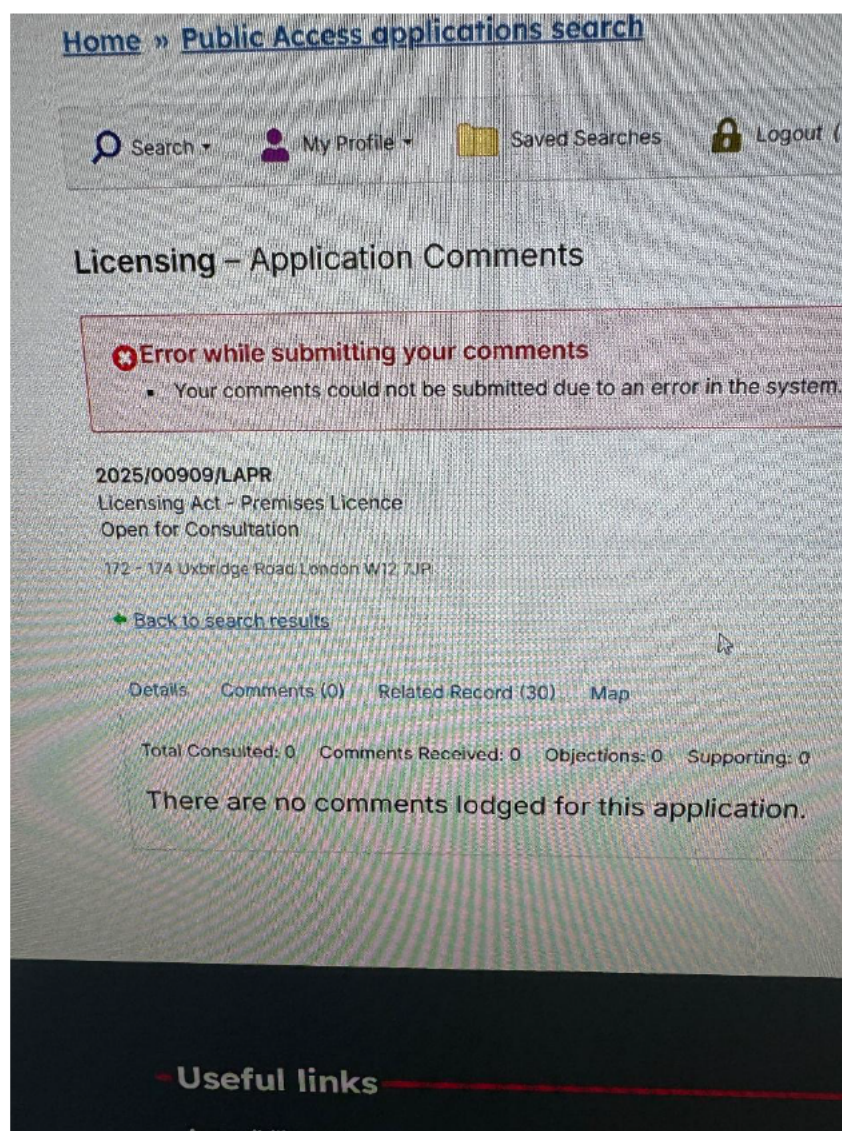 Home » Public Access applications search
Search My Profile Saved Searches Logout (
Licensing – Application Comments
Error while submitting your comments
▪ Your comments could not be submitted due to an error in the system.
2025/00909/LAPR
Licensing Act - Premises Licence
Open for Consultation
172 - 174 Uxbridge Road London W12 7JP
Back to search results
Details Comments (0) Related Record (30) Map
Total Consulted: 0 Comments Received: 0 Objections: 0 Supporting: 0
There are no comments lodged for this application.
Useful links